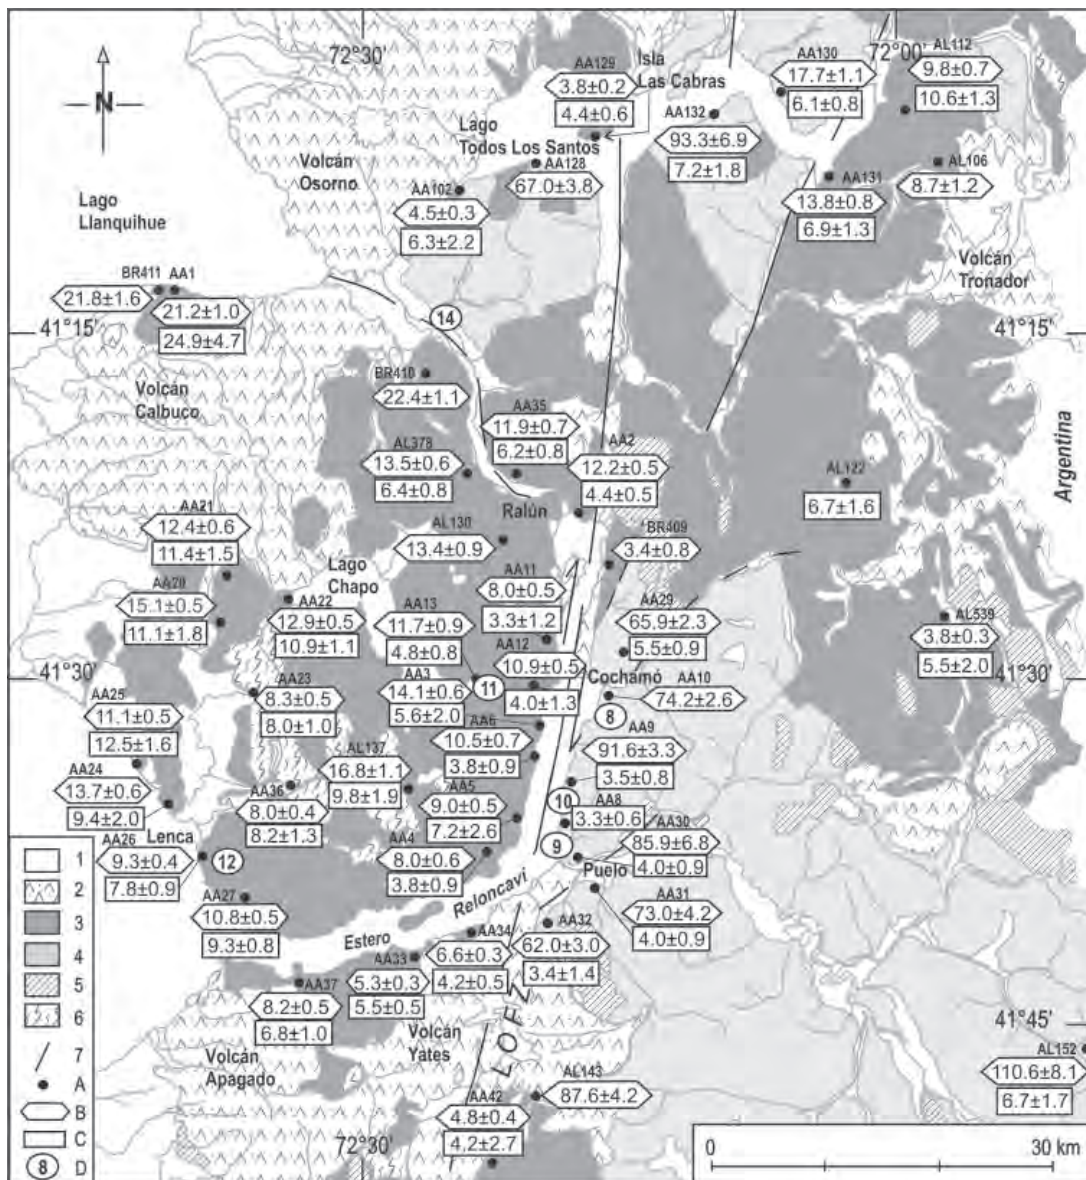 72°30'
72°00'
AL112
9.8±0.7
10.6±1.3
AA130
17.7±1.1
6.1±0.8
Isla
Las Cabras
AA129
3.8±0.2
4.4±0.6
AA132
93.3±6.9
7.2±1.8
N
Lago
Todos Los Santos
AA128
67.0±3.8
Volcán
Osorno
AL106
8.7±1.2
AA131
13.8±0.8
6.9±1.3
AA102
4.5±0.3
6.3±2.2
Lago
Llanquihue
Volcán
Tronador
BR411
21.8±1.6
AA1
21.2±1.0
24.9±4.7
14
41°15'
41°15'
BR410
22.4±1.1
Volcán
Calbuco
AA35
11.9±0.7
6.2±0.8
AA2
12.2±0.5
4.4±0.5
AL378
13.5±0.6
6.4±0.8
Argentina
AL122
6.7±1.6
Ralún
AA21
12.4±0.6
11.4±1.5
AL130
13.4±0.9
BR409
3.4±0.8
Lago
Chapo
AA20
15.1±0.5
11.1±1.8
AA22
12.9±0.5
10.9±1.1
AA11
8.0±0.5
3.3±1.2
AA13
11.7±0.9
4.8±0.8
AA29
65.9±2.3
5.5±0.9
AL539
3.8±0.3
5.5±2.0
AA12
10.9±0.5
4.0±1.3
41°30'
41°30'
Cochamó
AA3
14.1±0.6
5.6±2.0
11
AA10
74.2±2.6
8
AA23
8.3±0.5
8.0±1.0
AA25
11.1±0.5
12.5±1.6
AA6
10.5±0.7
3.8±0.9
AA9
91.6±3.3
3.5±0.8
AL137
16.8±1.1
9.8±1.9
AA24
13.7±0.6
9.4±2.0
AA36
8.0±0.4
8.2±1.3
AA5
9.0±0.5
7.2±2.6
10
AA8
3.3±0.6
AA30
85.9±6.8
4.0±0.9
Lenca
AA26
9.3±0.4
7.8±0.9
12
AA4
8.0±0.6
3.8±0.9
9
Puelo
AA27
10.8±0.5
9.3±0.8
Estero Reloncaví
AA31
73.0±4.2
4.0±0.9
AA32
62.0±3.0
3.4±1.4
AA34
6.6±0.3
4.2±0.5
AA33
5.3±0.3
5.5±0.5
AA37
8.2±0.5
6.8±1.0
LOFZ
Volcán
Yates
Volcán
Apagado
41°45'
AL152
110.6±8.1
6.7±1.7
AL143
87.6±4.2
AA42
4.8±0.4
4.2±2.7
72°30'
1
2
3
4
5
6
7
A
B
C
8 D
0 30 km